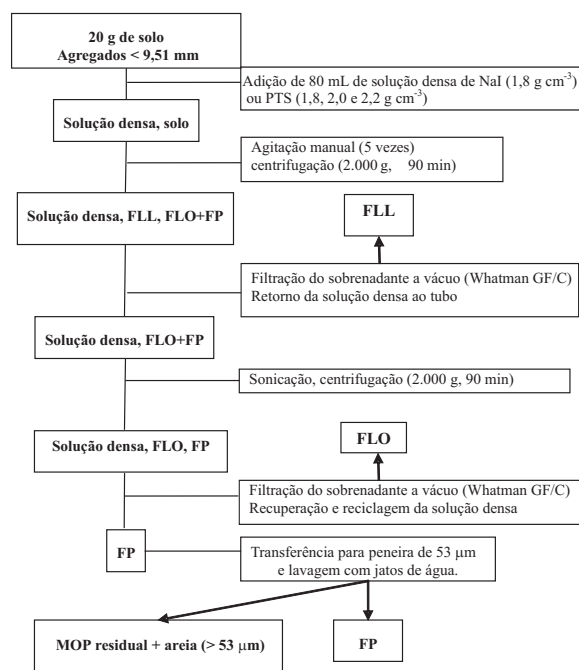 20 g de solo
Agregados < 9,51 mm
Adição de 80 mL de solução densa de NaI (1,8 g cm-3)
ou PTS (1,8, 2,0 e 2,2 g cm-3)
Solução densa, solo
Agitação manual (5 vezes)
centrifugação (2.000 g, 90 min)
Solução densa, FLL, FLO+FP
FLL
Filtração do sobrenadante a vácuo (Whatman GF/C)
Retorno da solução densa ao tubo
Solução densa, FLO+FP
Sonicação, centrifugação (2.000 g, 90 min)
Solução densa, FLO, FP
FLO
Filtração do sobrenadante a vácuo (Whatman GF/C)
Recuperação e reciclagem da solução densa
FP
Transferência para peneira de 53 μm
e lavagem com jatos de água.
MOP residual + areia (> 53 μm)
FP